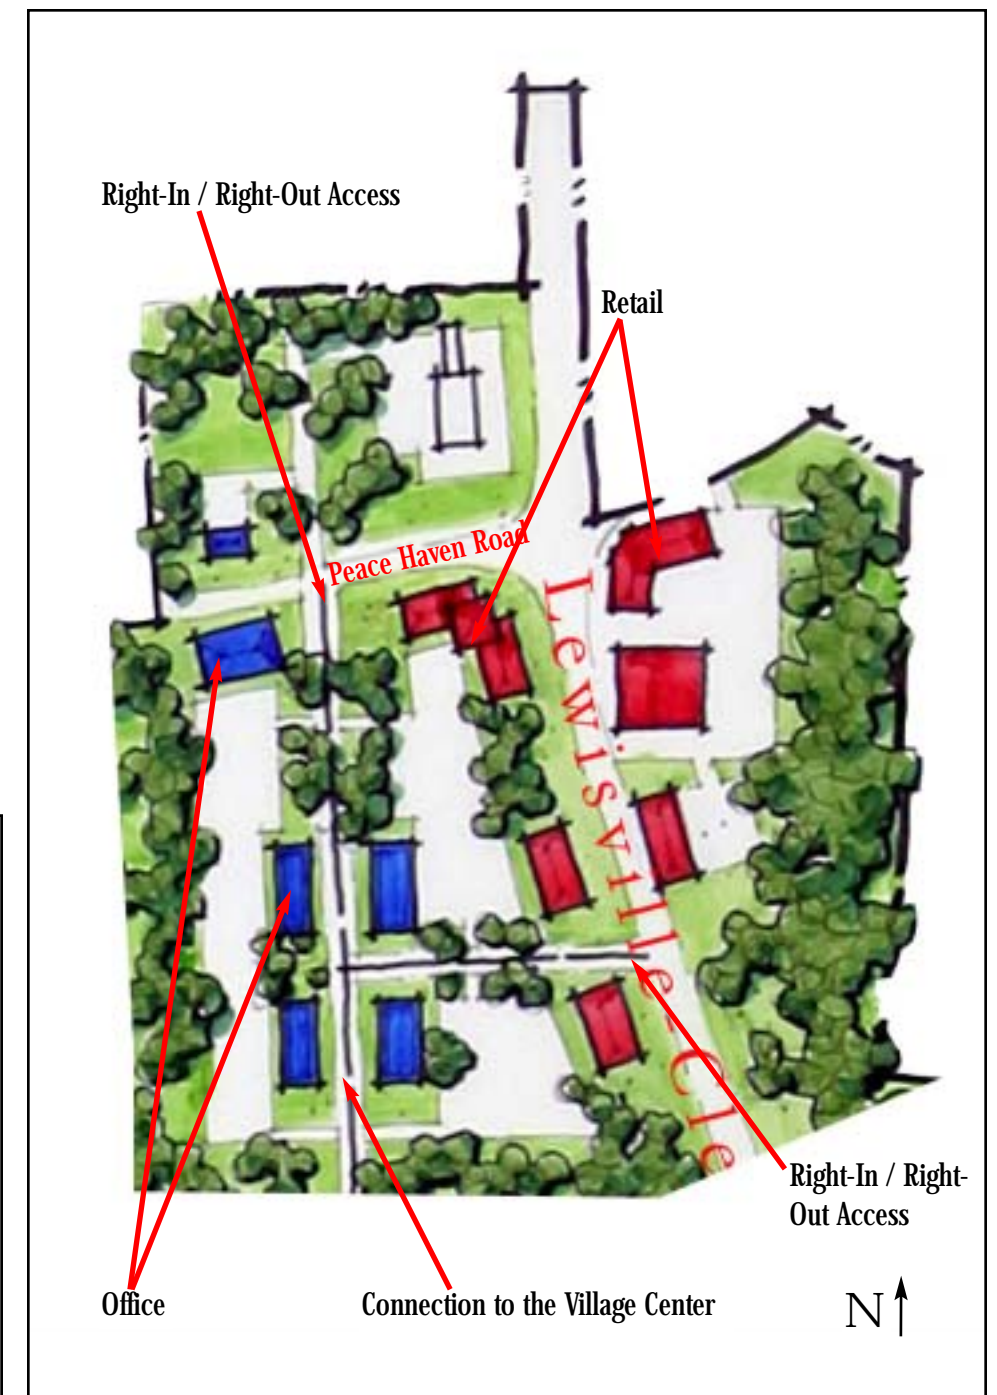 Right-In / Right-Out Access
Retail
Peace Haven Road
Lewisville-Cle
Right-In / Right-
Out Access
Office
Connection to the Village Center
N